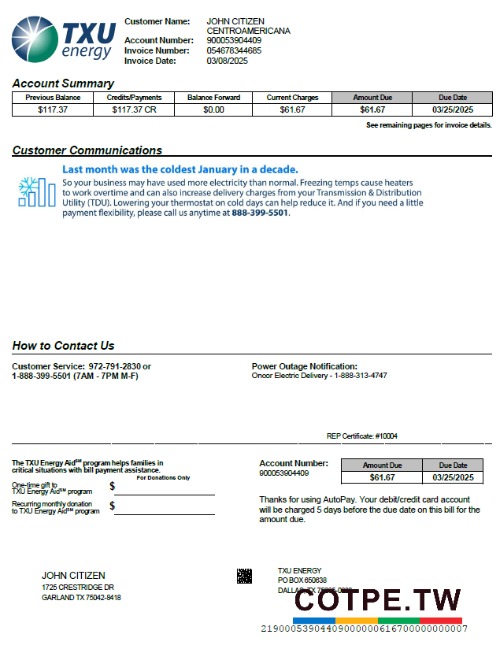 TXU
energy
Customer Name: JOHN CITIZEN
CENTROAMERICANA
Account Number: 900053904409
Invoice Number: 054678344685
Invoice Date: 03/08/2025
Account Summary
Previous Balance Credits/Payments Balance Forward Current Charges Amount Due Due Date
$117.37 $117.37 CR $0.00 $61.67 $61.67 03/25/2025
See remaining pages for invoice details.
Customer Communications
Last month was the coldest January in a decade.
So your business may have used more electricity than normal. Freezing temps cause heaters
to work overtime and can also increase delivery charges from your Transmission & Distribution
Utility (TDU). Lowering your thermostat on cold days can help reduce it. And if you need a little
payment flexibility, please call us anytime at 888-399-5501.
How to Contact Us
Customer Service: 972-791-2830 or
1-888-399-5501 (7AM - 7PM M-F)
Power Outage Notification:
Oncor Electric Delivery - 1-888-313-4747
REP Certificate: #10004
The TXU Energy Aid℠ program helps families in
critical situations with bill payment assistance.
For Donations Only
One-time gift to
TXU Energy Aid℠ program $
Recurring monthly donation
to TXU Energy Aid℠ program $
Account Number:
900053904409
Amount Due Due Date
$61.67 03/25/2025
Thanks for using AutoPay. Your debit/credit card account
will be charged 5 days before the due date on this bill for the
amount due.
JOHN CITIZEN
1725 CRESTRIDGE DR
GARLAND TX 75042-8418
TXU ENERGY
PO BOX 650638
DALLAS, TX
COTPE.TW